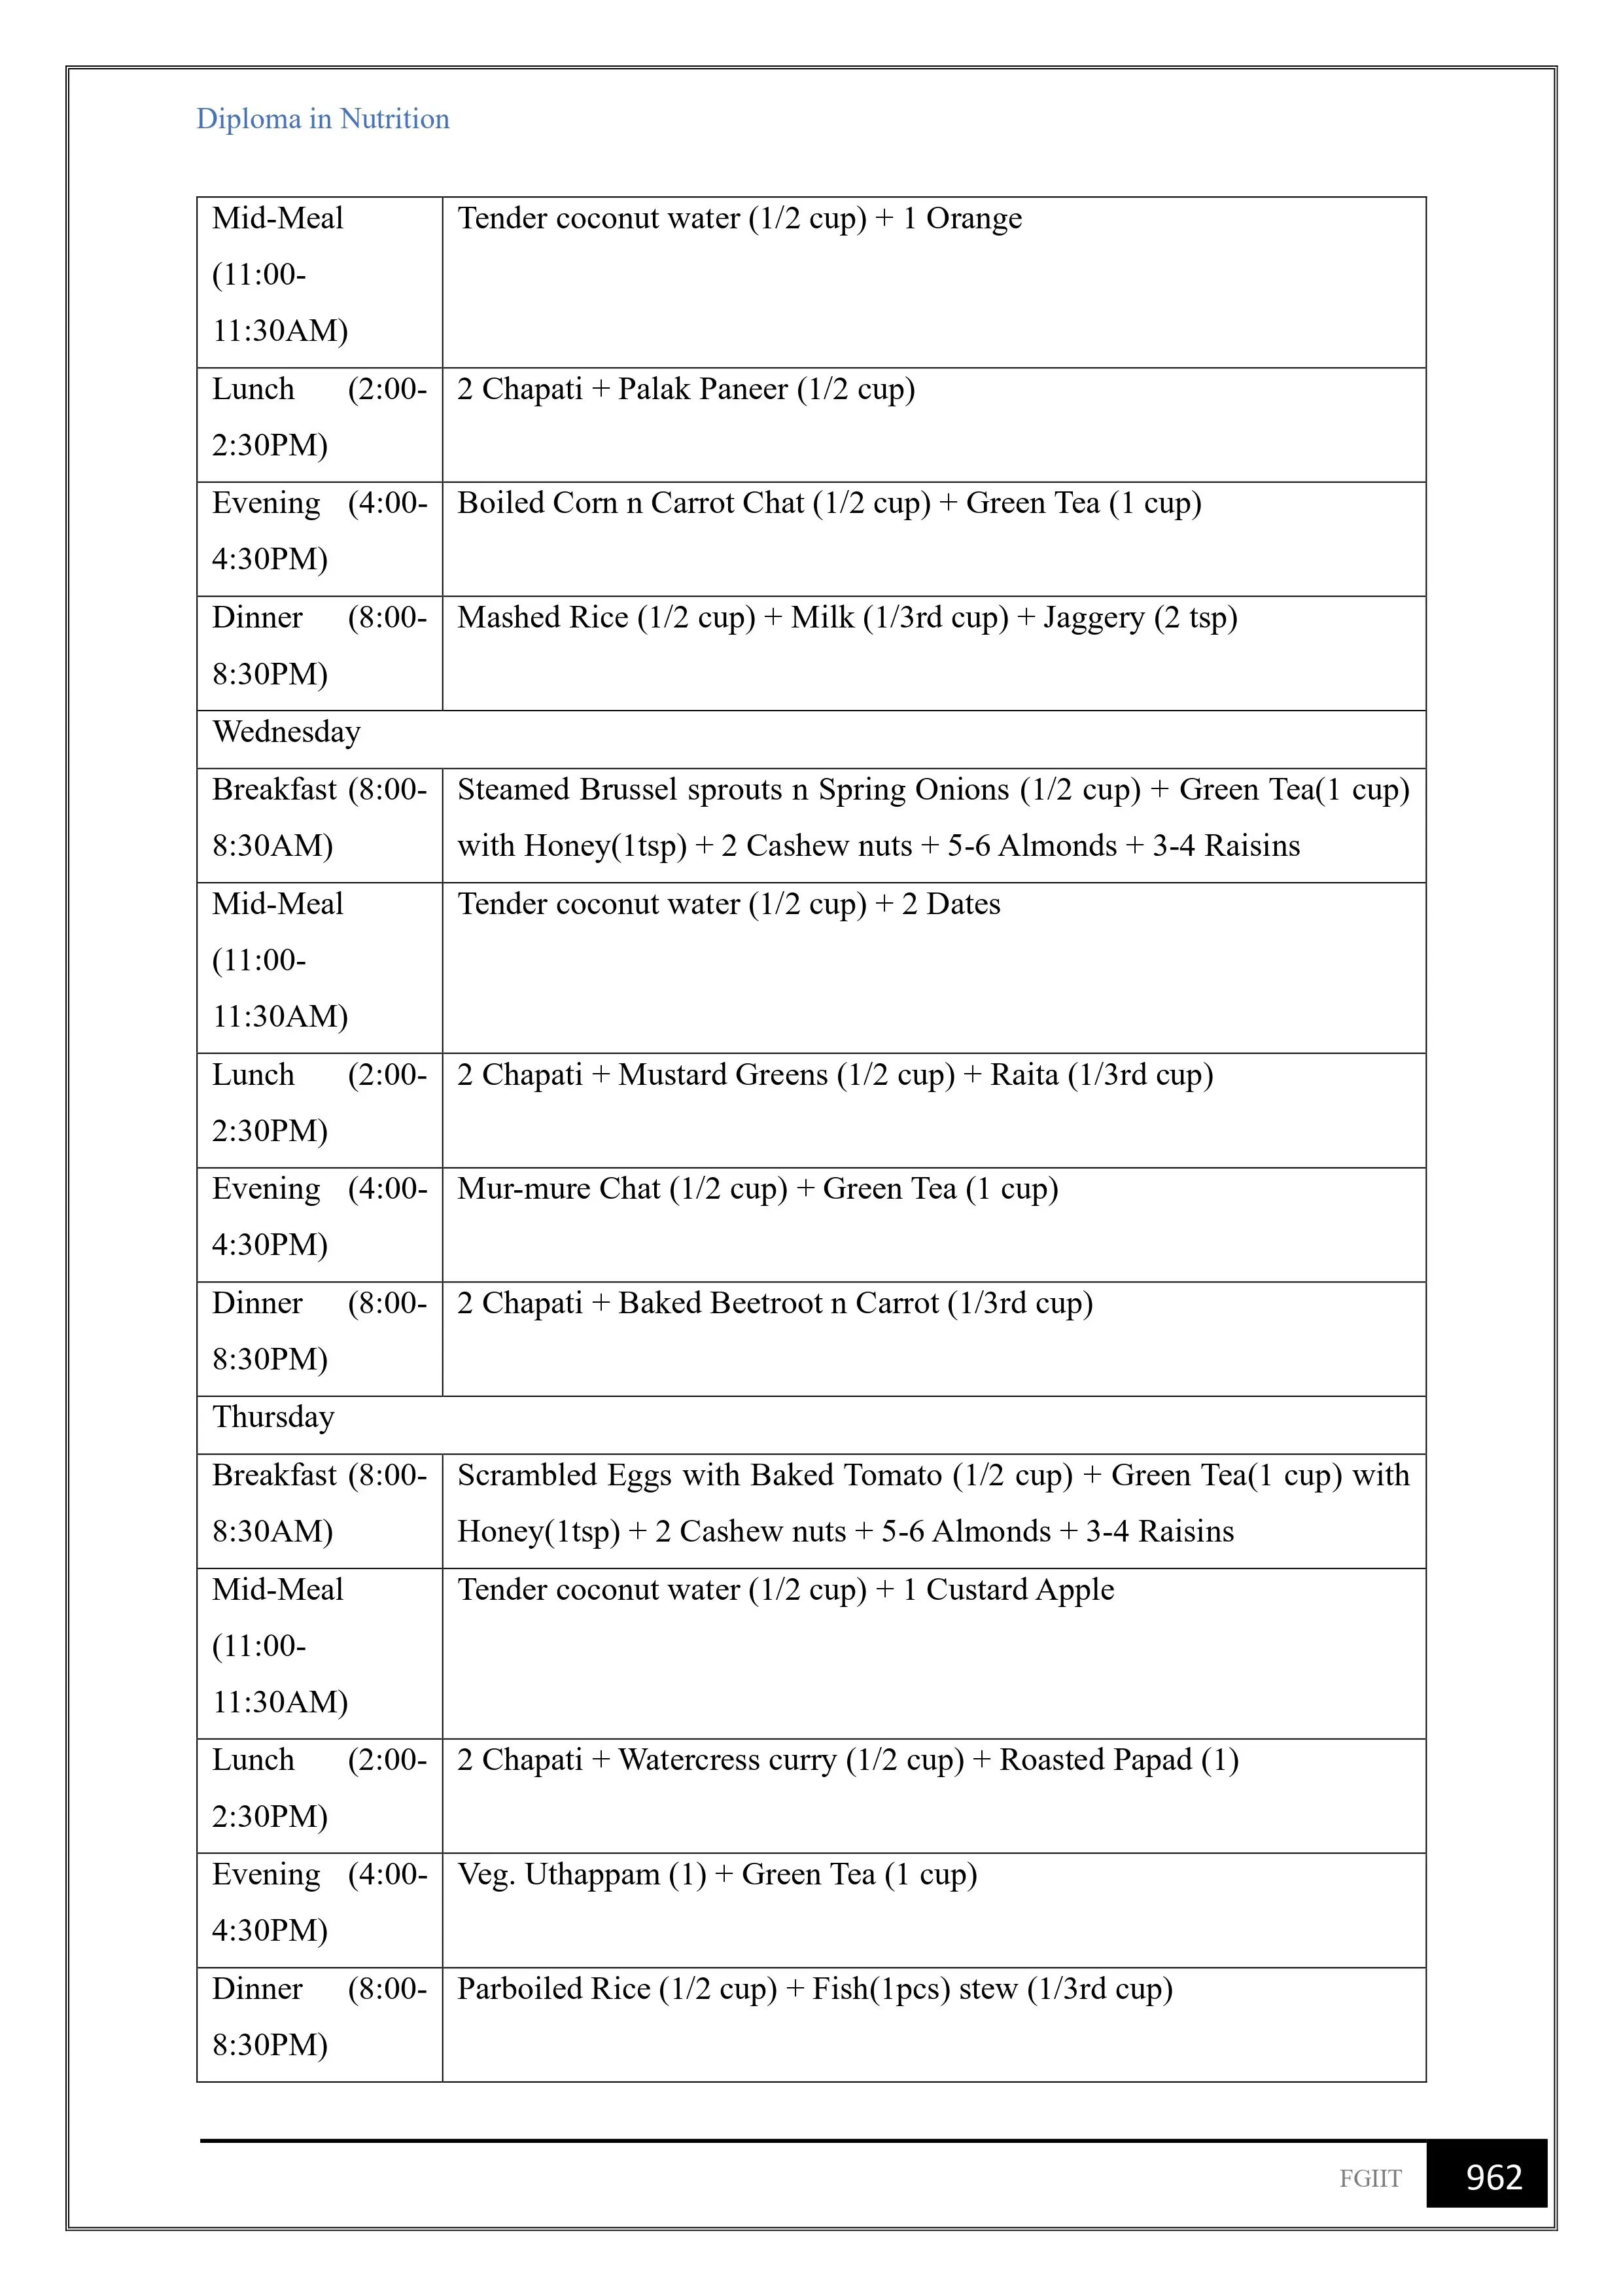 Diploma in Nutrition
Mid-Meal
(11:00-
11:30AM)
Tender coconut water (1/2 cup) + 1 Orange
Lunch (2:00-
2:30PM)
2 Chapati + Palak Paneer (1/2 cup)
Evening (4:00-
4:30PM)
Boiled Corn n Carrot Chat (1/2 cup) + Green Tea (1 cup)
Dinner (8:00-
8:30PM)
Mashed Rice (1/2 cup) + Milk (1/3rd cup) + Jaggery (2 tsp)
Wednesday
Breakfast (8:00-
8:30AM)
Steamed Brussel sprouts n Spring Onions (1/2 cup) + Green Tea(1 cup)
with Honey(1tsp) + 2 Cashew nuts + 5-6 Almonds + 3-4 Raisins
Mid-Meal
(11:00-
11:30AM)
Tender coconut water (1/2 cup) + 2 Dates
Lunch (2:00-
2:30PM)
2 Chapati + Mustard Greens (1/2 cup) + Raita (1/3rd cup)
Evening (4:00-
4:30PM)
Mur-mure Chat (1/2 cup) + Green Tea (1 cup)
Dinner (8:00-
8:30PM)
2 Chapati + Baked Beetroot n Carrot (1/3rd cup)
Thursday
Breakfast (8:00-
8:30AM)
Scrambled Eggs with Baked Tomato (1/2 cup) + Green Tea(1 cup) with
Honey(1tsp) + 2 Cashew nuts + 5-6 Almonds + 3-4 Raisins
Mid-Meal
(11:00-
11:30AM)
Tender coconut water (1/2 cup) + 1 Custard Apple
Lunch (2:00-
2:30PM)
2 Chapati + Watercress curry (1/2 cup) + Roasted Papad (1)
Evening (4:00-
4:30PM)
Veg. Uthappam (1) + Green Tea (1 cup)
Dinner (8:00-
8:30PM)
Parboiled Rice (1/2 cup) + Fish(1pcs) stew (1/3rd cup)
FGIIT 962